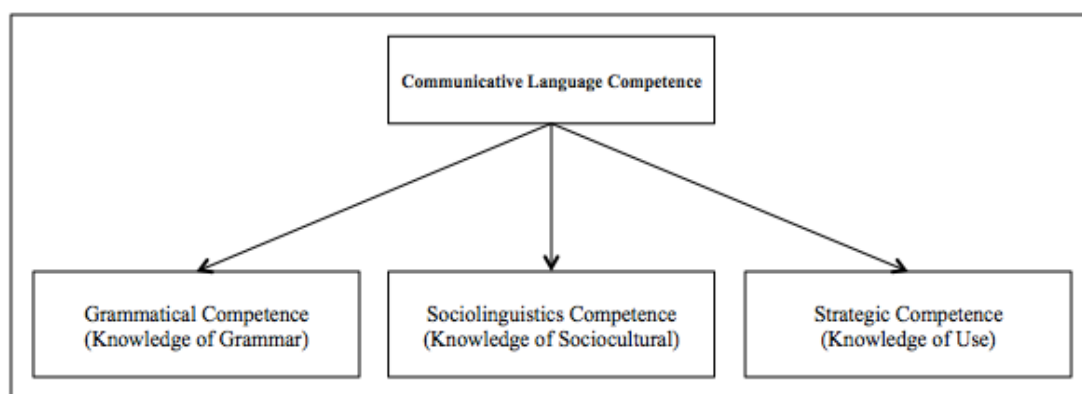 Communicative Language Competence
Grammatical Competence
(Knowledge of Grammar)
Sociolinguistics Competence
(Knowledge of Sociocultural)
Strategic Competence
(Knowledge of Use)